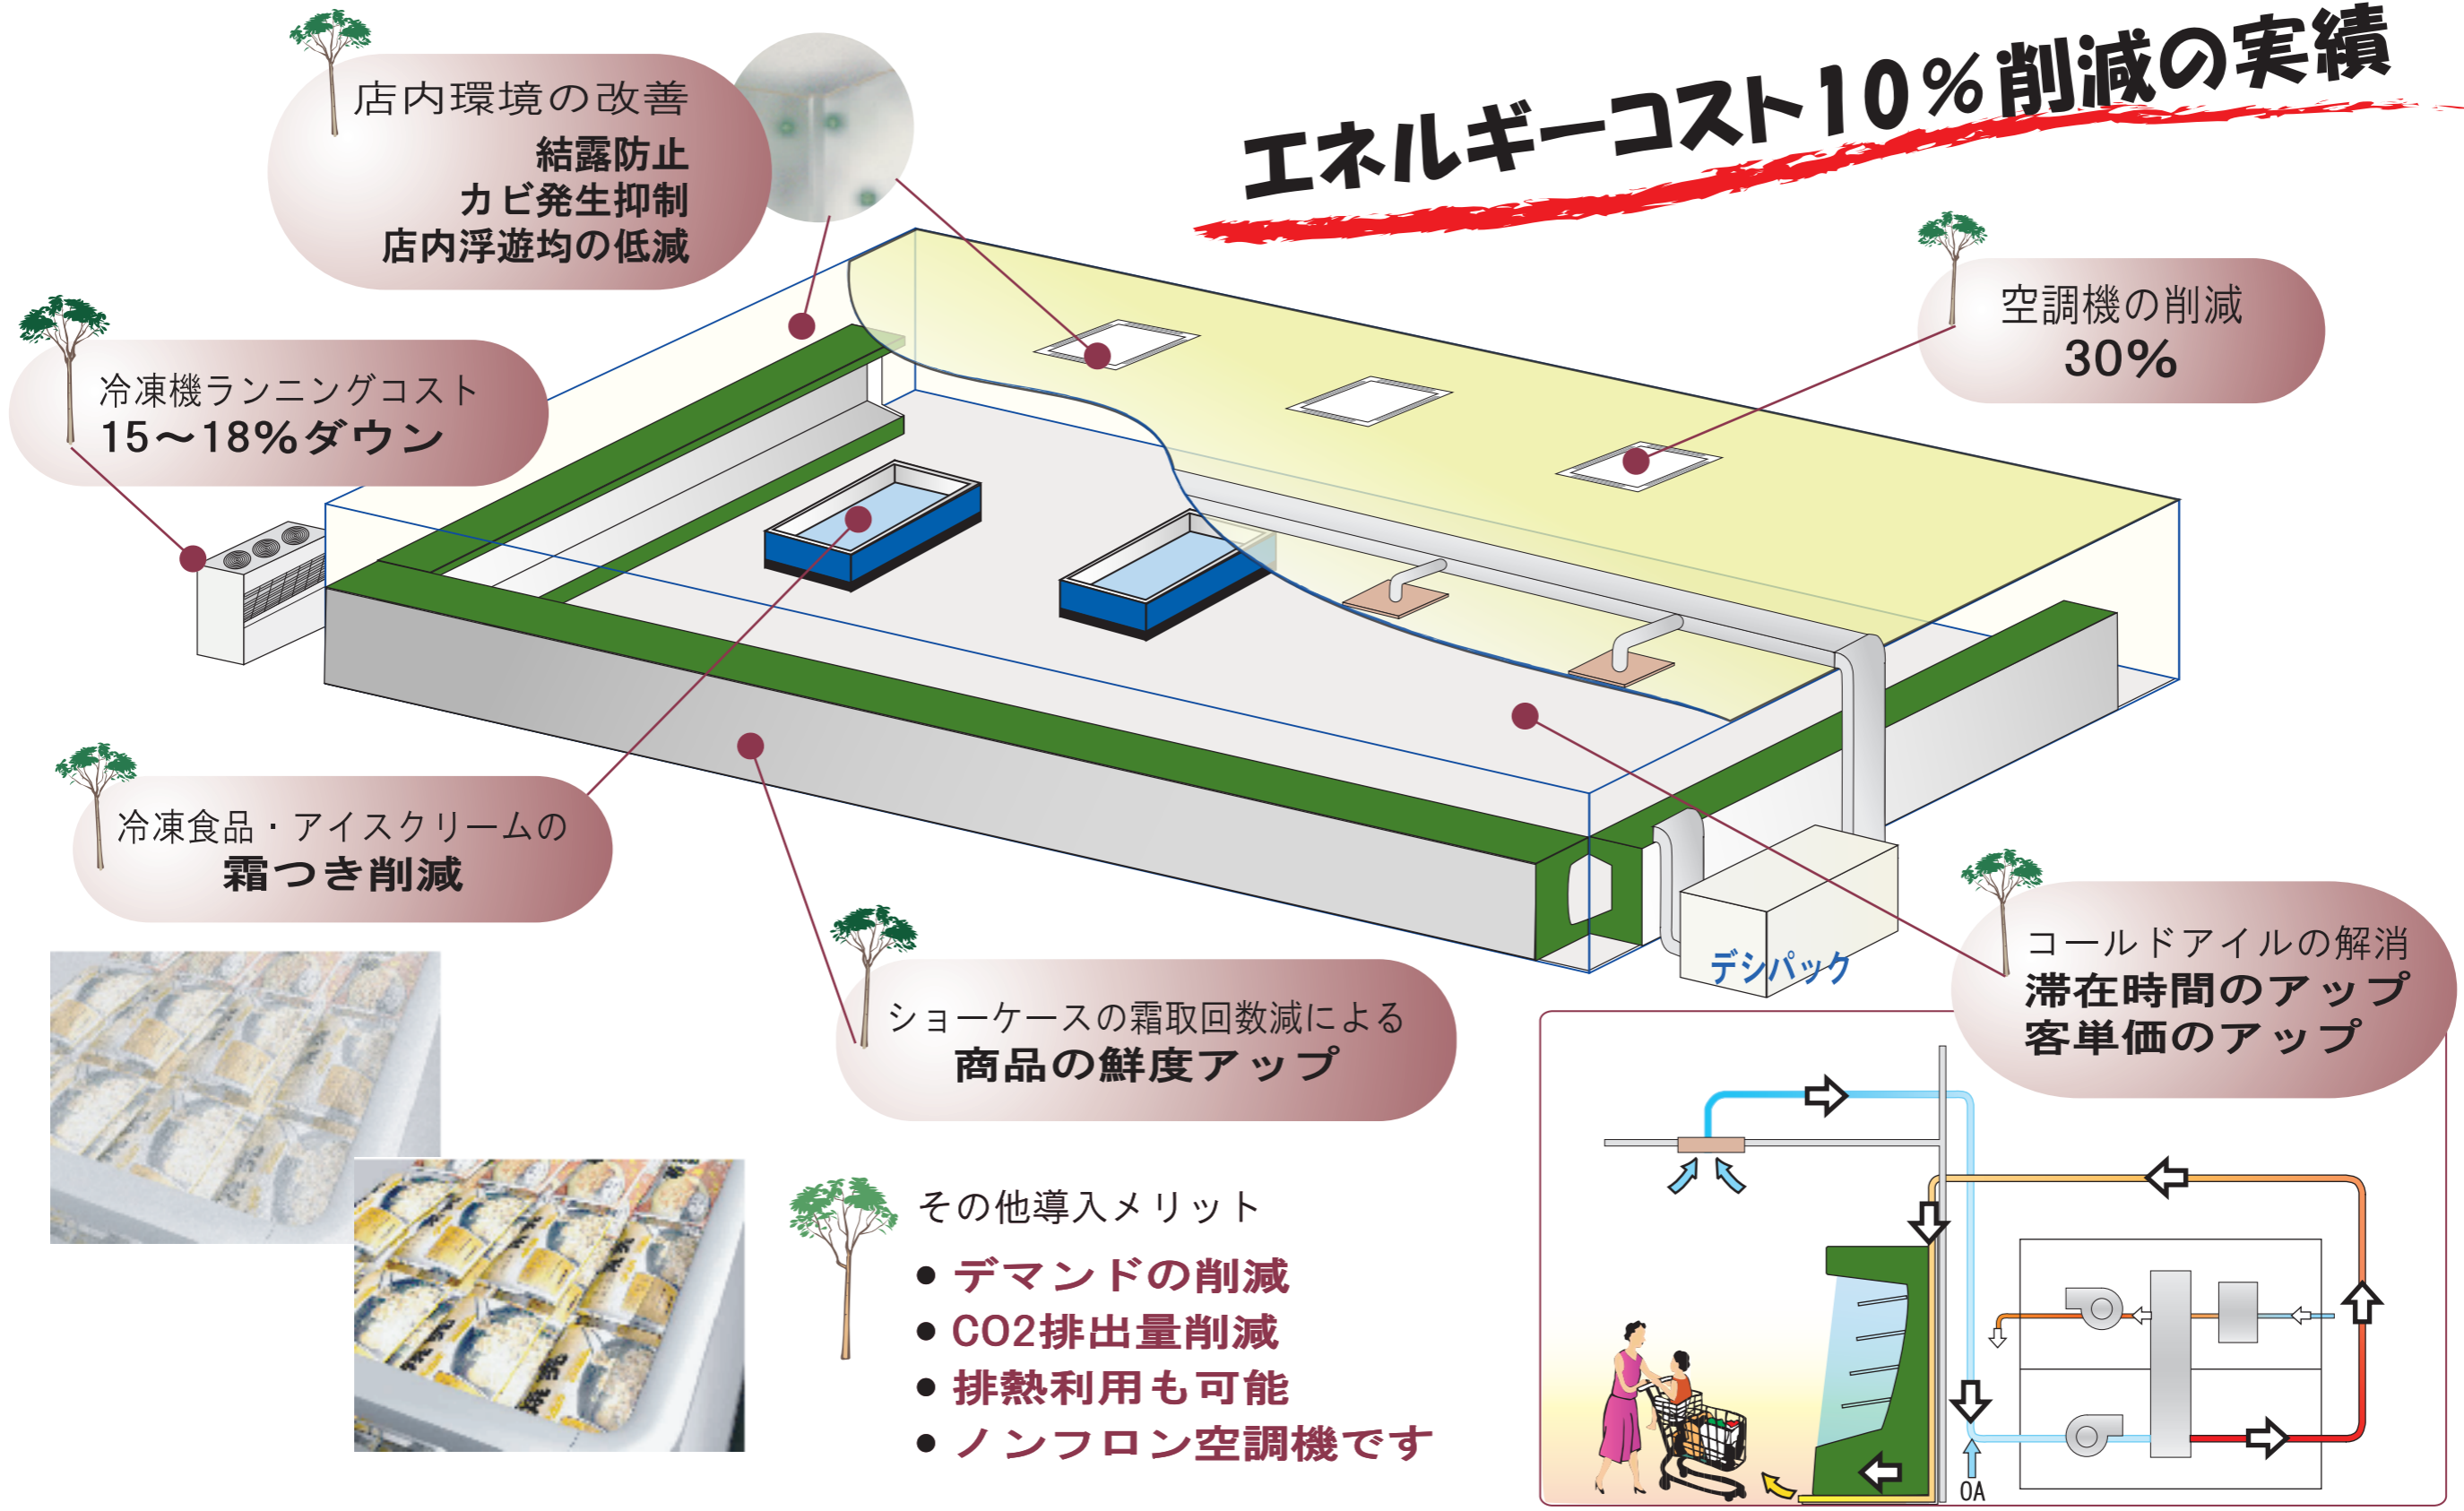 エネルギーコスト10%削減の実績
店内環境の改善
結露防止
カビ発生抑制
店内浮遊均の低減
空調機の削減
30%
冷凍機ランニングコスト
15〜18%ダウン
冷凍食品・アイスクリームの
霜つき削減
デシパック
コールドアイルの解消
滞在時間のアップ
客単価のアップ
ショーケースの霜取回数減による
商品の鮮度アップ
その他導入メリット
● デマンドの削減
● CO2排出量削減
● 排熱利用も可能
● ノンフロン空調機です
OA